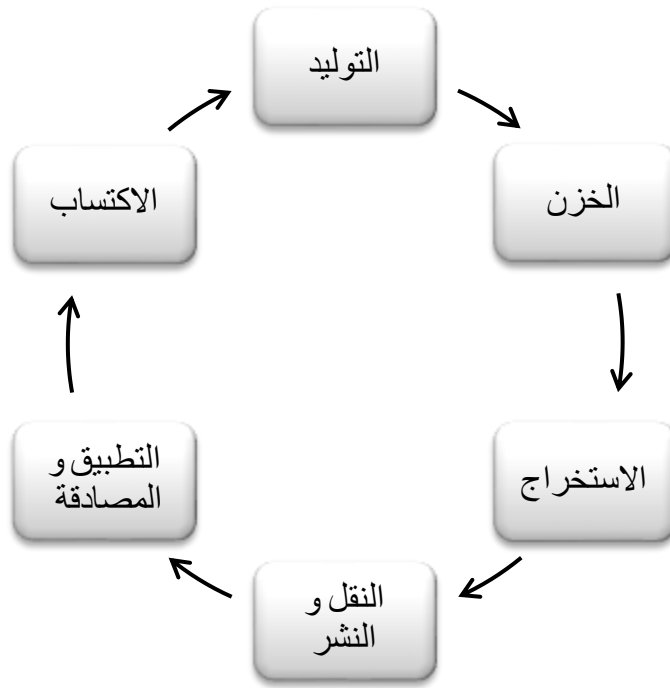 التوليد
الخزن
الاستخراج
النقل و
النشر
التطبيق و
المصادقة
الاكتساب